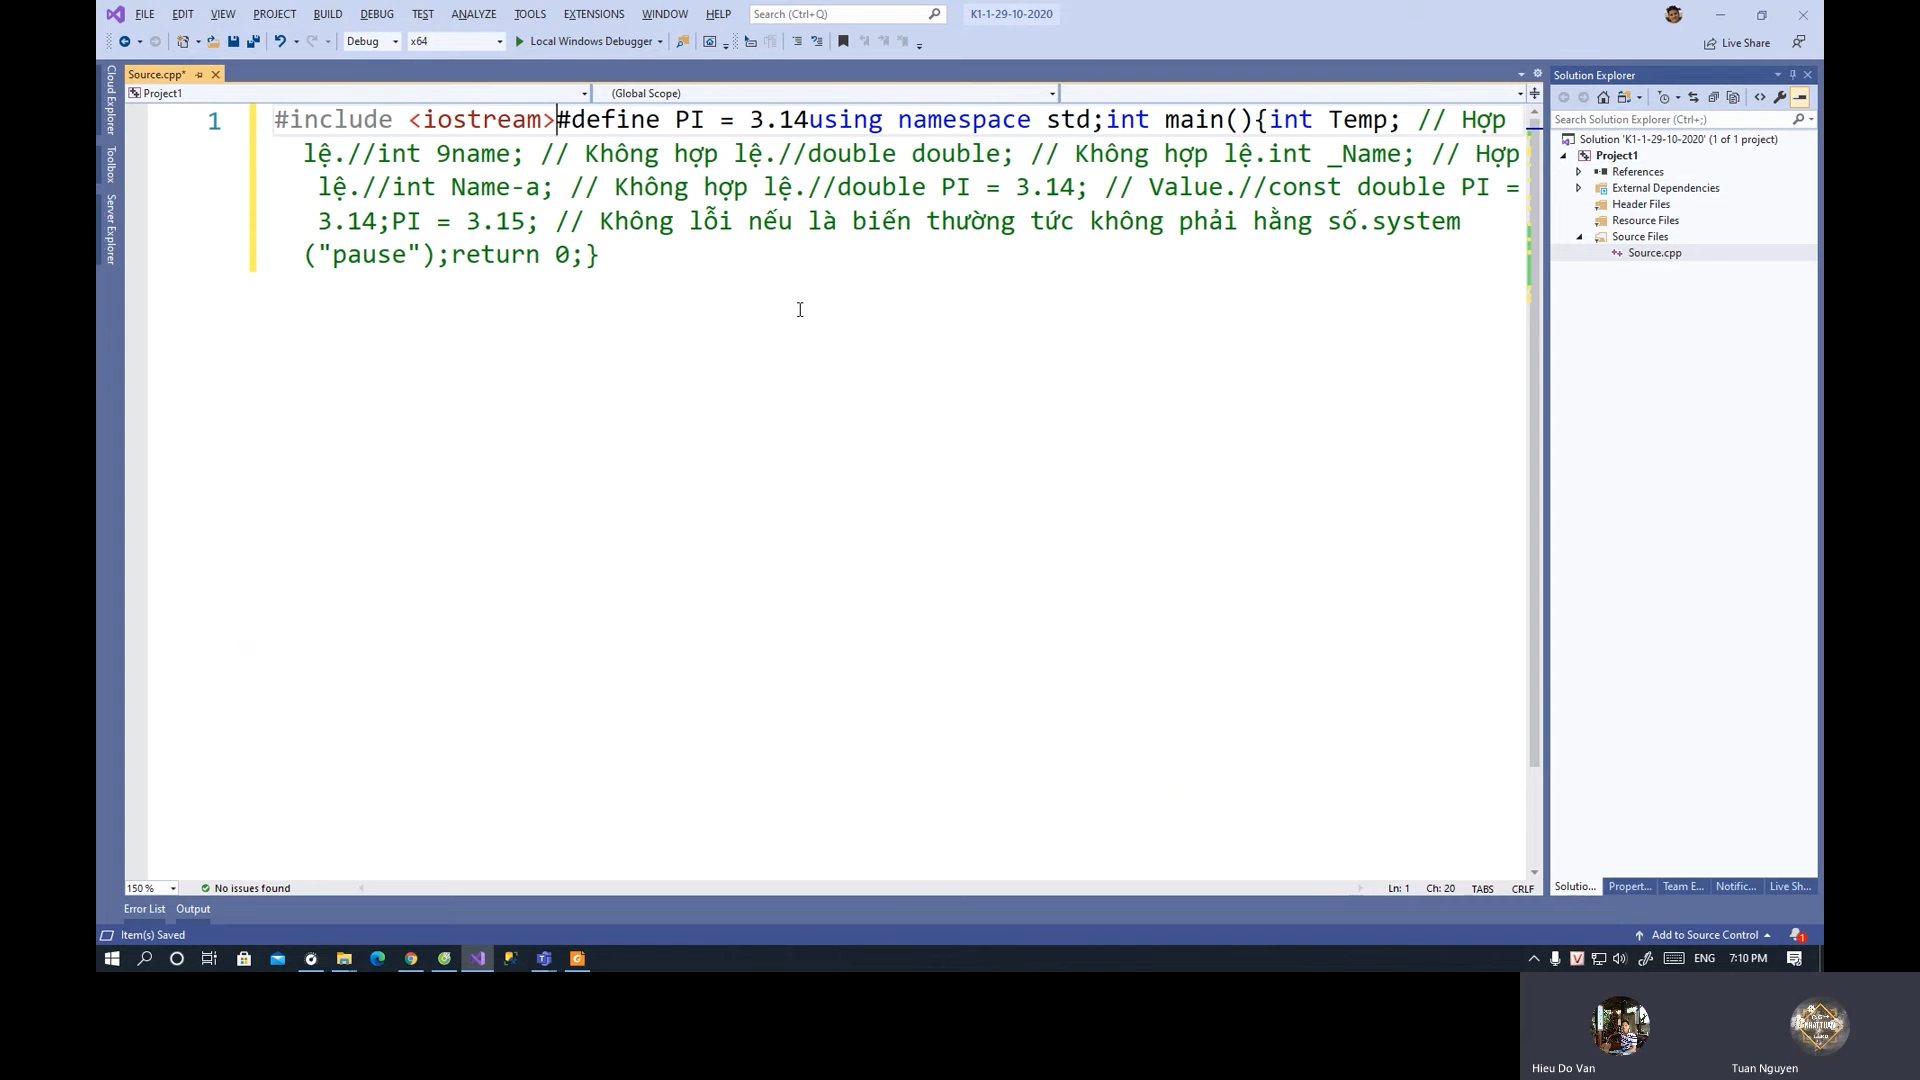 FILE EDIT VIEW PROJECT BUILD DEBUG TEST ANALYZE TOOLS EXTENSIONS WINDOW HELP Search (Ctrl+Q) K1-1-29-10-2020
Debug x64 Local Windows Debugger Live Share
Cloud Explorer
Toolbox
Server Explorer
Source.cpp*
Project1 (Global Scope)
1 #include <iostream>#define PI = 3.14using namespace std;int main(){int Temp; // Hợp
lệ.//int 9name; // Không hợp lệ.//double double; // Không hợp lệ.int _Name; // Hợp
lệ.//int Name-a; // Không hợp lệ.//double PI = 3.14; // Value.//const double PI =
3.14;PI = 3.15; // Không lỗi nếu là biến thường tức không phải hằng số.system
("pause");return 0;}
Solution Explorer
Search Solution Explorer (Ctrl+;)
Solution 'K1-1-29-10-2020' (1 of 1 project)
Project1
References
External Dependencies
Header Files
Resource Files
Source Files
Source.cpp
150 % No issues found Ln: 1 Ch: 20 TABS CRLF
Solutio... Propert... Team E... Notific... Live Sh...
Error List Output
Item(s) Saved Add to Source Control 1
ENG 7:10 PM
Hieu Do Van Tuan Nguyen